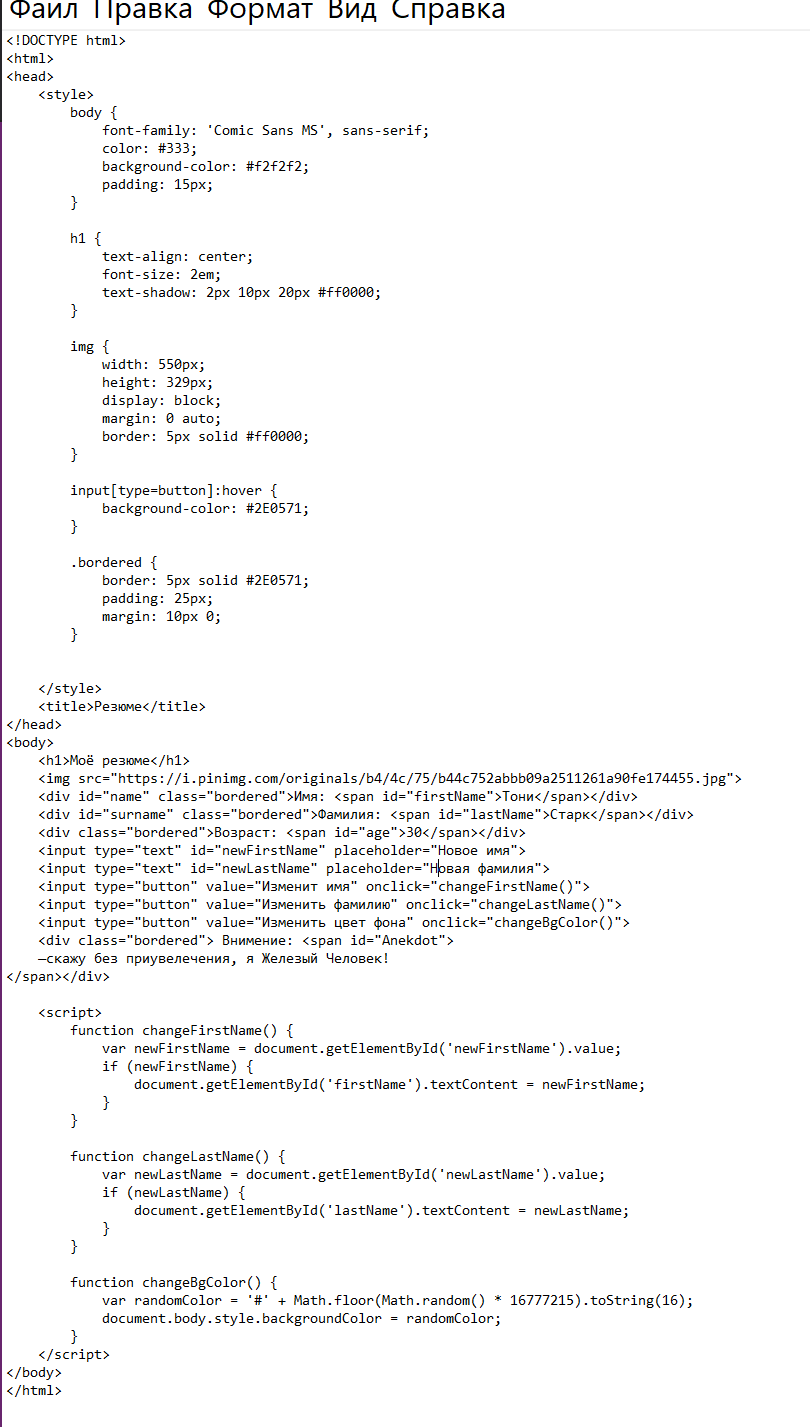 Файл Правка Формат Вид Справка
<!DOCTYPE html>
<html>
<head>
    <style>
        body {
            font-family: 'Comic Sans MS', sans-serif;
            color: #333;
            background-color: #f2f2f2;
            padding: 15px;
        }

        h1 {
            text-align: center;
            font-size: 2em;
            text-shadow: 2px 10px 20px #ff0000;
        }

        img {
            width: 550px;
            height: 329px;
            display: block;
            margin: 0 auto;
            border: 5px solid #ff0000;
        }

        input[type=button]:hover {
            background-color: #2E0571;
        }

        .bordered {
            border: 5px solid #2E0571;
            padding: 25px;
            margin: 10px 0;
        }


    </style>
    <title>Резюме</title>
</head>
<body>
    <h1>Моё резюме</h1>
    <img src="https://i.pinimg.com/originals/b4/4c/75/b44c752abbb09a2511261a90fe174455.jpg">
    <div id="name" class="bordered">Имя: <span id="firstName">Тони</span></div>
    <div id="surname" class="bordered">Фамилия: <span id="lastName">Старк</span></div>
    <div class="bordered">Возраст: <span id="age">30</span></div>
    <input type="text" id="newFirstName" placeholder="Новое имя">
    <input type="text" id="newLastName" placeholder="Новая фамилия">
    <input type="button" value="Изменит имя" onclick="changeFirstName()">
    <input type="button" value="Изменить фамилию" onclick="changeLastName()">
    <input type="button" value="Изменить цвет фона" onclick="changeBgColor()">
    <div class="bordered"> Внимение: <span id="Anekdot">
    —скажу без приувелечения, я Железый Человек!
</span></div>

    <script>
        function changeFirstName() {
            var newFirstName = document.getElementById('newFirstName').value;
            if (newFirstName) {
                document.getElementById('firstName').textContent = newFirstName;
            }
        }

        function changeLastName() {
            var newLastName = document.getElementById('newLastName').value;
            if (newLastName) {
                document.getElementById('lastName').textContent = newLastName;
            }
        }

        function changeBgColor() {
            var randomColor = '#' + Math.floor(Math.random() * 16777215).toString(16);
            document.body.style.backgroundColor = randomColor;
        }
    </script>
</body>
</html>